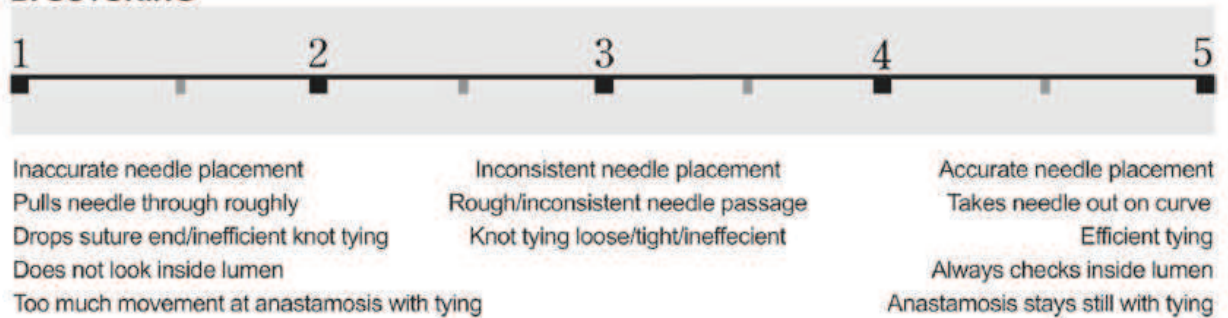 1 2 3 4 5
Inaccurate needle placement
Pulls needle through roughly
Drops suture end/inefficient knot tying
Does not look inside lumen
Too much movement at anastamosis with tying
Inconsistent needle placement
Rough/inconsistent needle passage
Knot tying loose/tight/ineffecient
Accurate needle placement
Takes needle out on curve
Efficient tying
Always checks inside lumen
Anastamosis stays still with tying